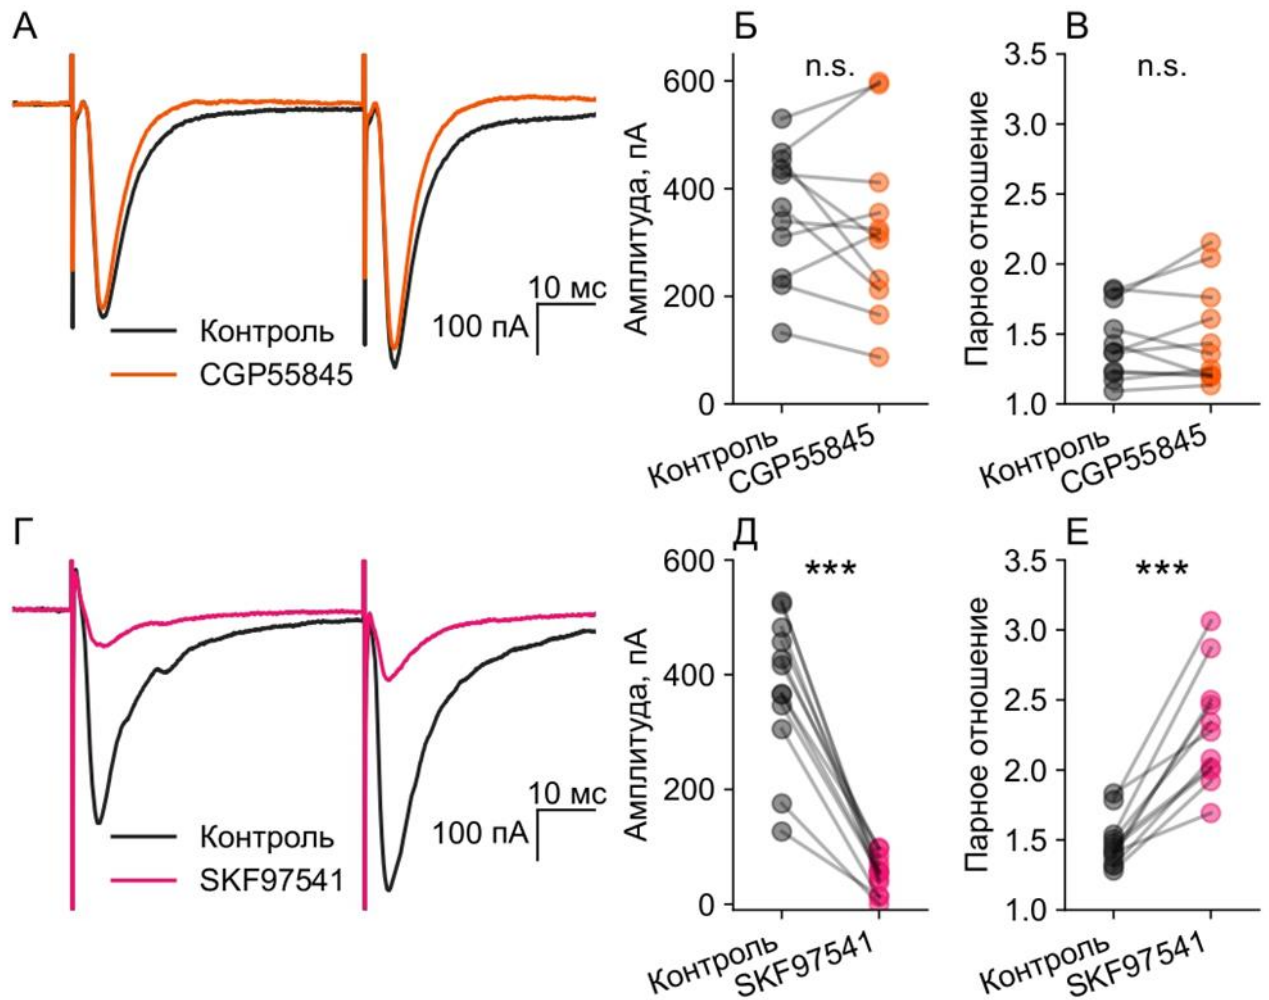 А
Контроль
CGP55845
10 мс
100 пА
Б
n.s.
600
400
200
0
Амплитуда, пА
Контроль
CGP55845
В
n.s.
3.5
3.0
2.5
2.0
1.5
1.0
Парное отношение
Контроль
CGP55845
Г
Контроль
SKF97541
10 мс
100 пА
Д
***
600
400
200
0
Амплитуда, пА
Контроль
SKF97541
Е
***
3.5
3.0
2.5
2.0
1.5
1.0
Парное отношение
Контроль
SKF97541